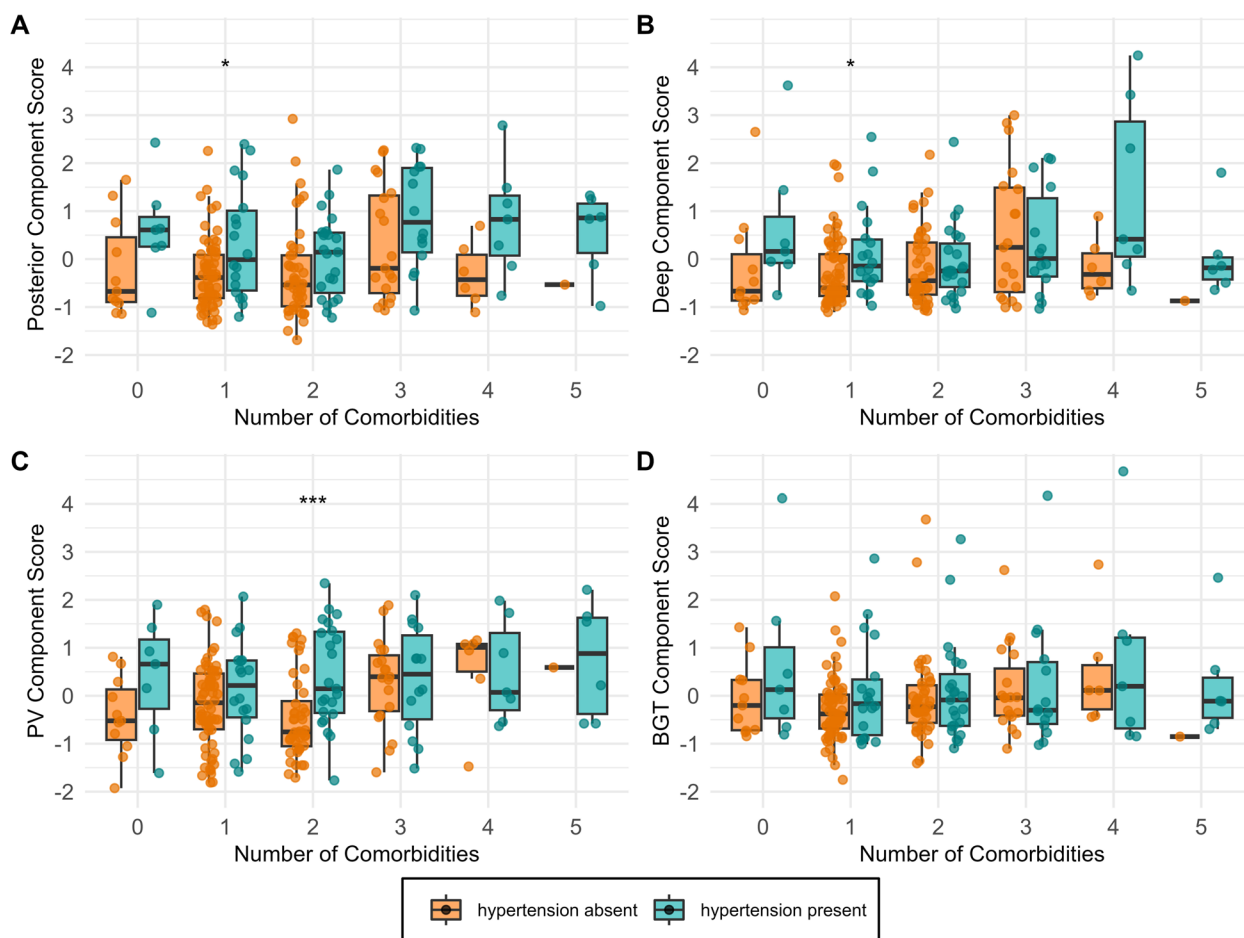 A
B
Posterior Component Score
4
3
2
1
0
-1
-2
*
0 1 2 3 4 5
Number of Comorbidities
Deep Component Score
4
3
2
1
0
-1
-2
*
0 1 2 3 4 5
Number of Comorbidities
C
D
PV Component Score
4
3
2
1
0
-1
-2
***
0 1 2 3 4 5
Number of Comorbidities
BGT Component Score
4
3
2
1
0
-1
-2
0 1 2 3 4 5
Number of Comorbidities
hypertension absent
hypertension present